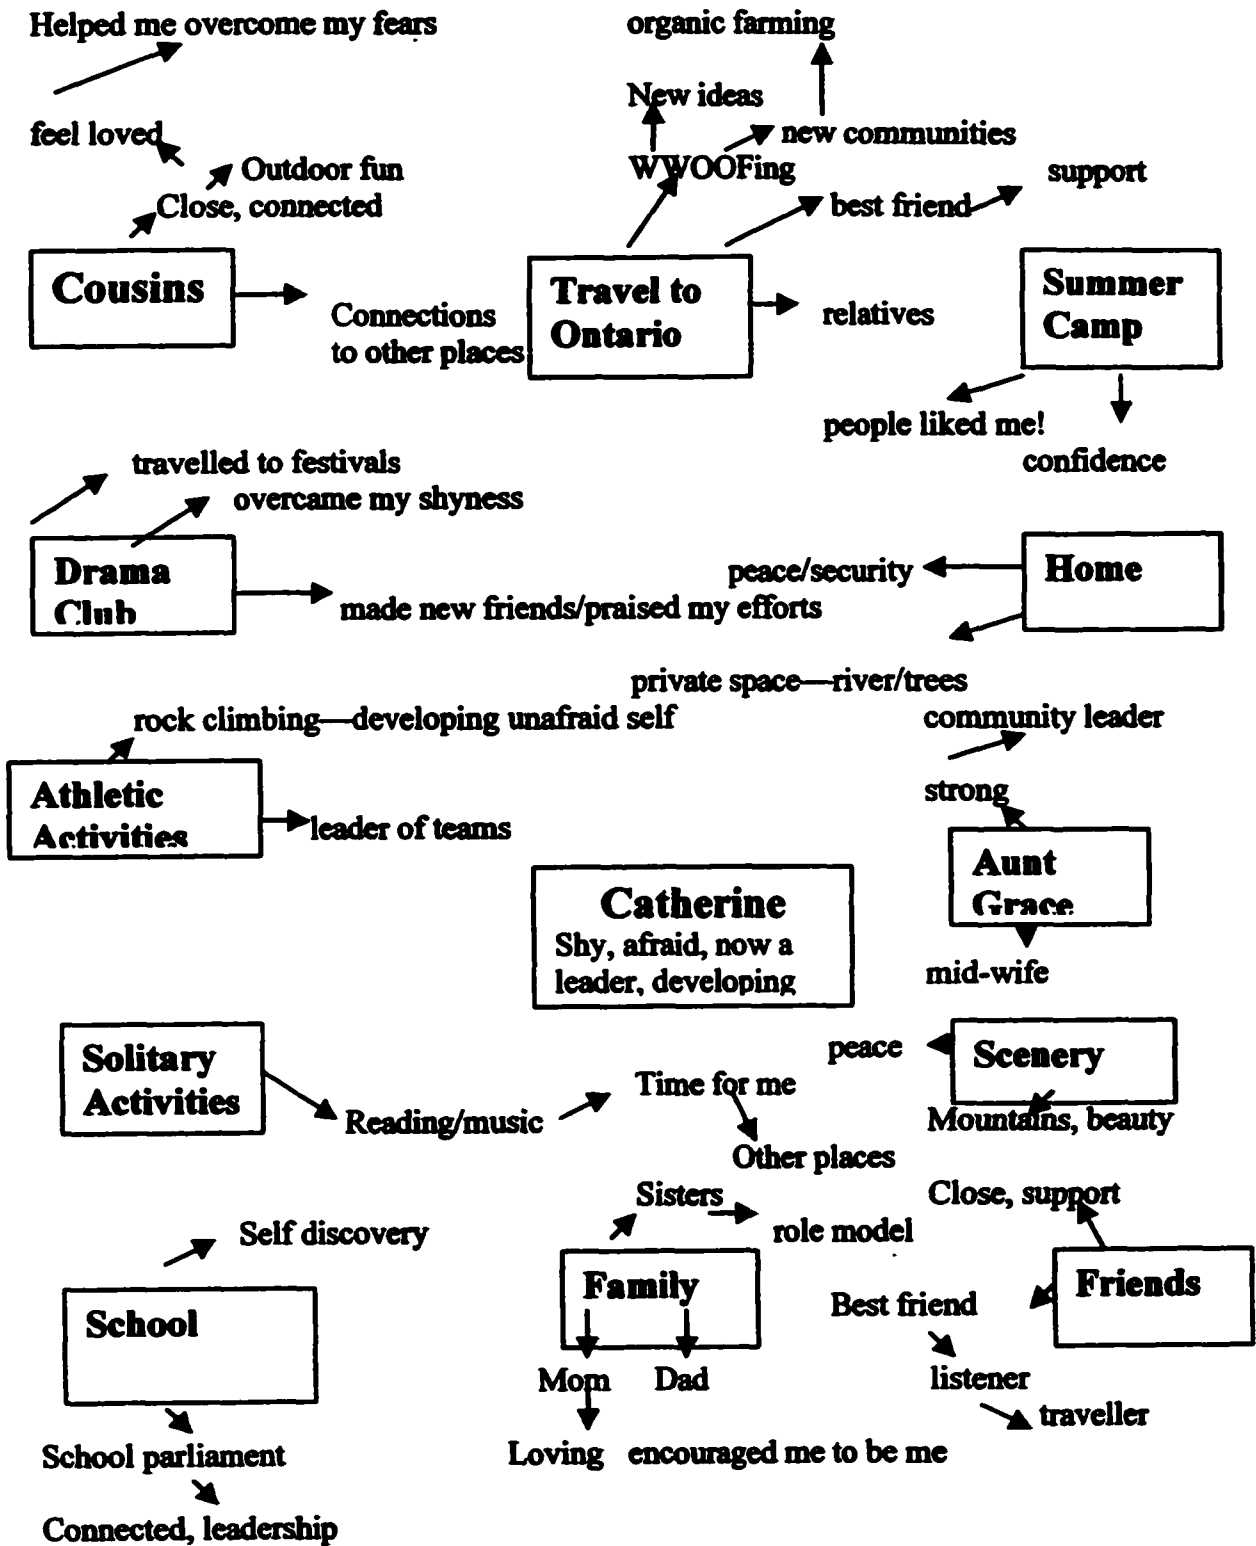 Helped me overcome my fears
organic farming
New ideas
feel loved
new communities
Outdoor fun
WWOOFing
support
Close, connected
best friend
Cousins
Connections
to other places
Travel to
Ontario
relatives
Summer
Camp
people liked me!
confidence
travelled to festivals
overcame my shyness
Drama
Club
made new friends/praised my efforts
peace/security
Home
private space—river/trees
rock climbing—developing unafraid self
community leader
Athletic
Activities
leader of teams
strong
Aunt
Grace
mid-wife
Catherine
Shy, afraid, now a
leader, developing
Solitary
Activities
Reading/music
Time for me
Other places
peace
Scenery
Mountains, beauty
Self discovery
Sisters
role model
Close, support
School
Family
Best friend
Friends
Mom
Dad
listener
traveller
School parliament
Loving encouraged me to be me
Connected, leadership